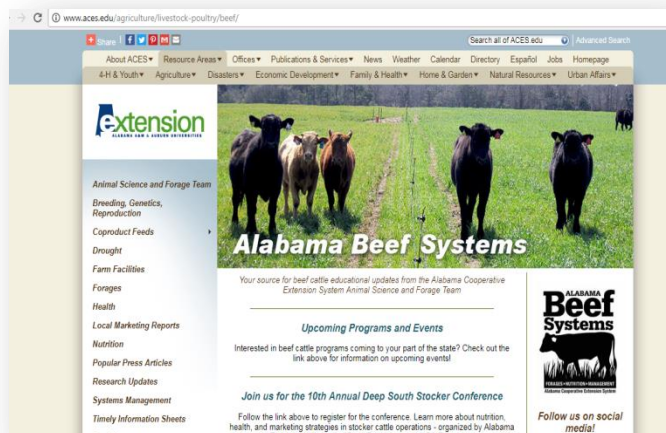 www.aces.edu/agriculture/livestock-poultry/beef/
Share
Search all of ACES.edu
Advanced Search
About ACES▾ Resource Areas▾ Offices▾ Publications & Services▾ News Weather Calendar Directory Español Jobs Homepage
4-H & Youth▾ Agriculture▾ Disasters▾ Economic Development▾ Family & Health▾ Home & Garden▾ Natural Resources▾ Urban Affairs▾
extension
ALABAMA A&M & AUBURN UNIVERSITIES
Animal Science and Forage Team
Breeding, Genetics,
Reproduction
Coproduct Feeds
Drought
Farm Facilities
Forages
Health
Local Marketing Reports
Nutrition
Popular Press Articles
Research Updates
Systems Management
Timely Information Sheets
Alabama Beef Systems
Your source for beef cattle educational updates from the Alabama Cooperative
Extension System Animal Science and Forage Team
Upcoming Programs and Events
Interested in beef cattle programs coming to your part of the state? Check out the
link above for information on upcoming events!
Join us for the 10th Annual Deep South Stocker Conference
Follow the link above to register for the conference. Learn more about nutrition,
health, and marketing strategies in stocker cattle operations - organized by Alabama
ALABAMA
Beef
Systems
FORAGES•NUTRITION•MANAGEMENT
Alabama Cooperative Extension System
Follow us on social
media!